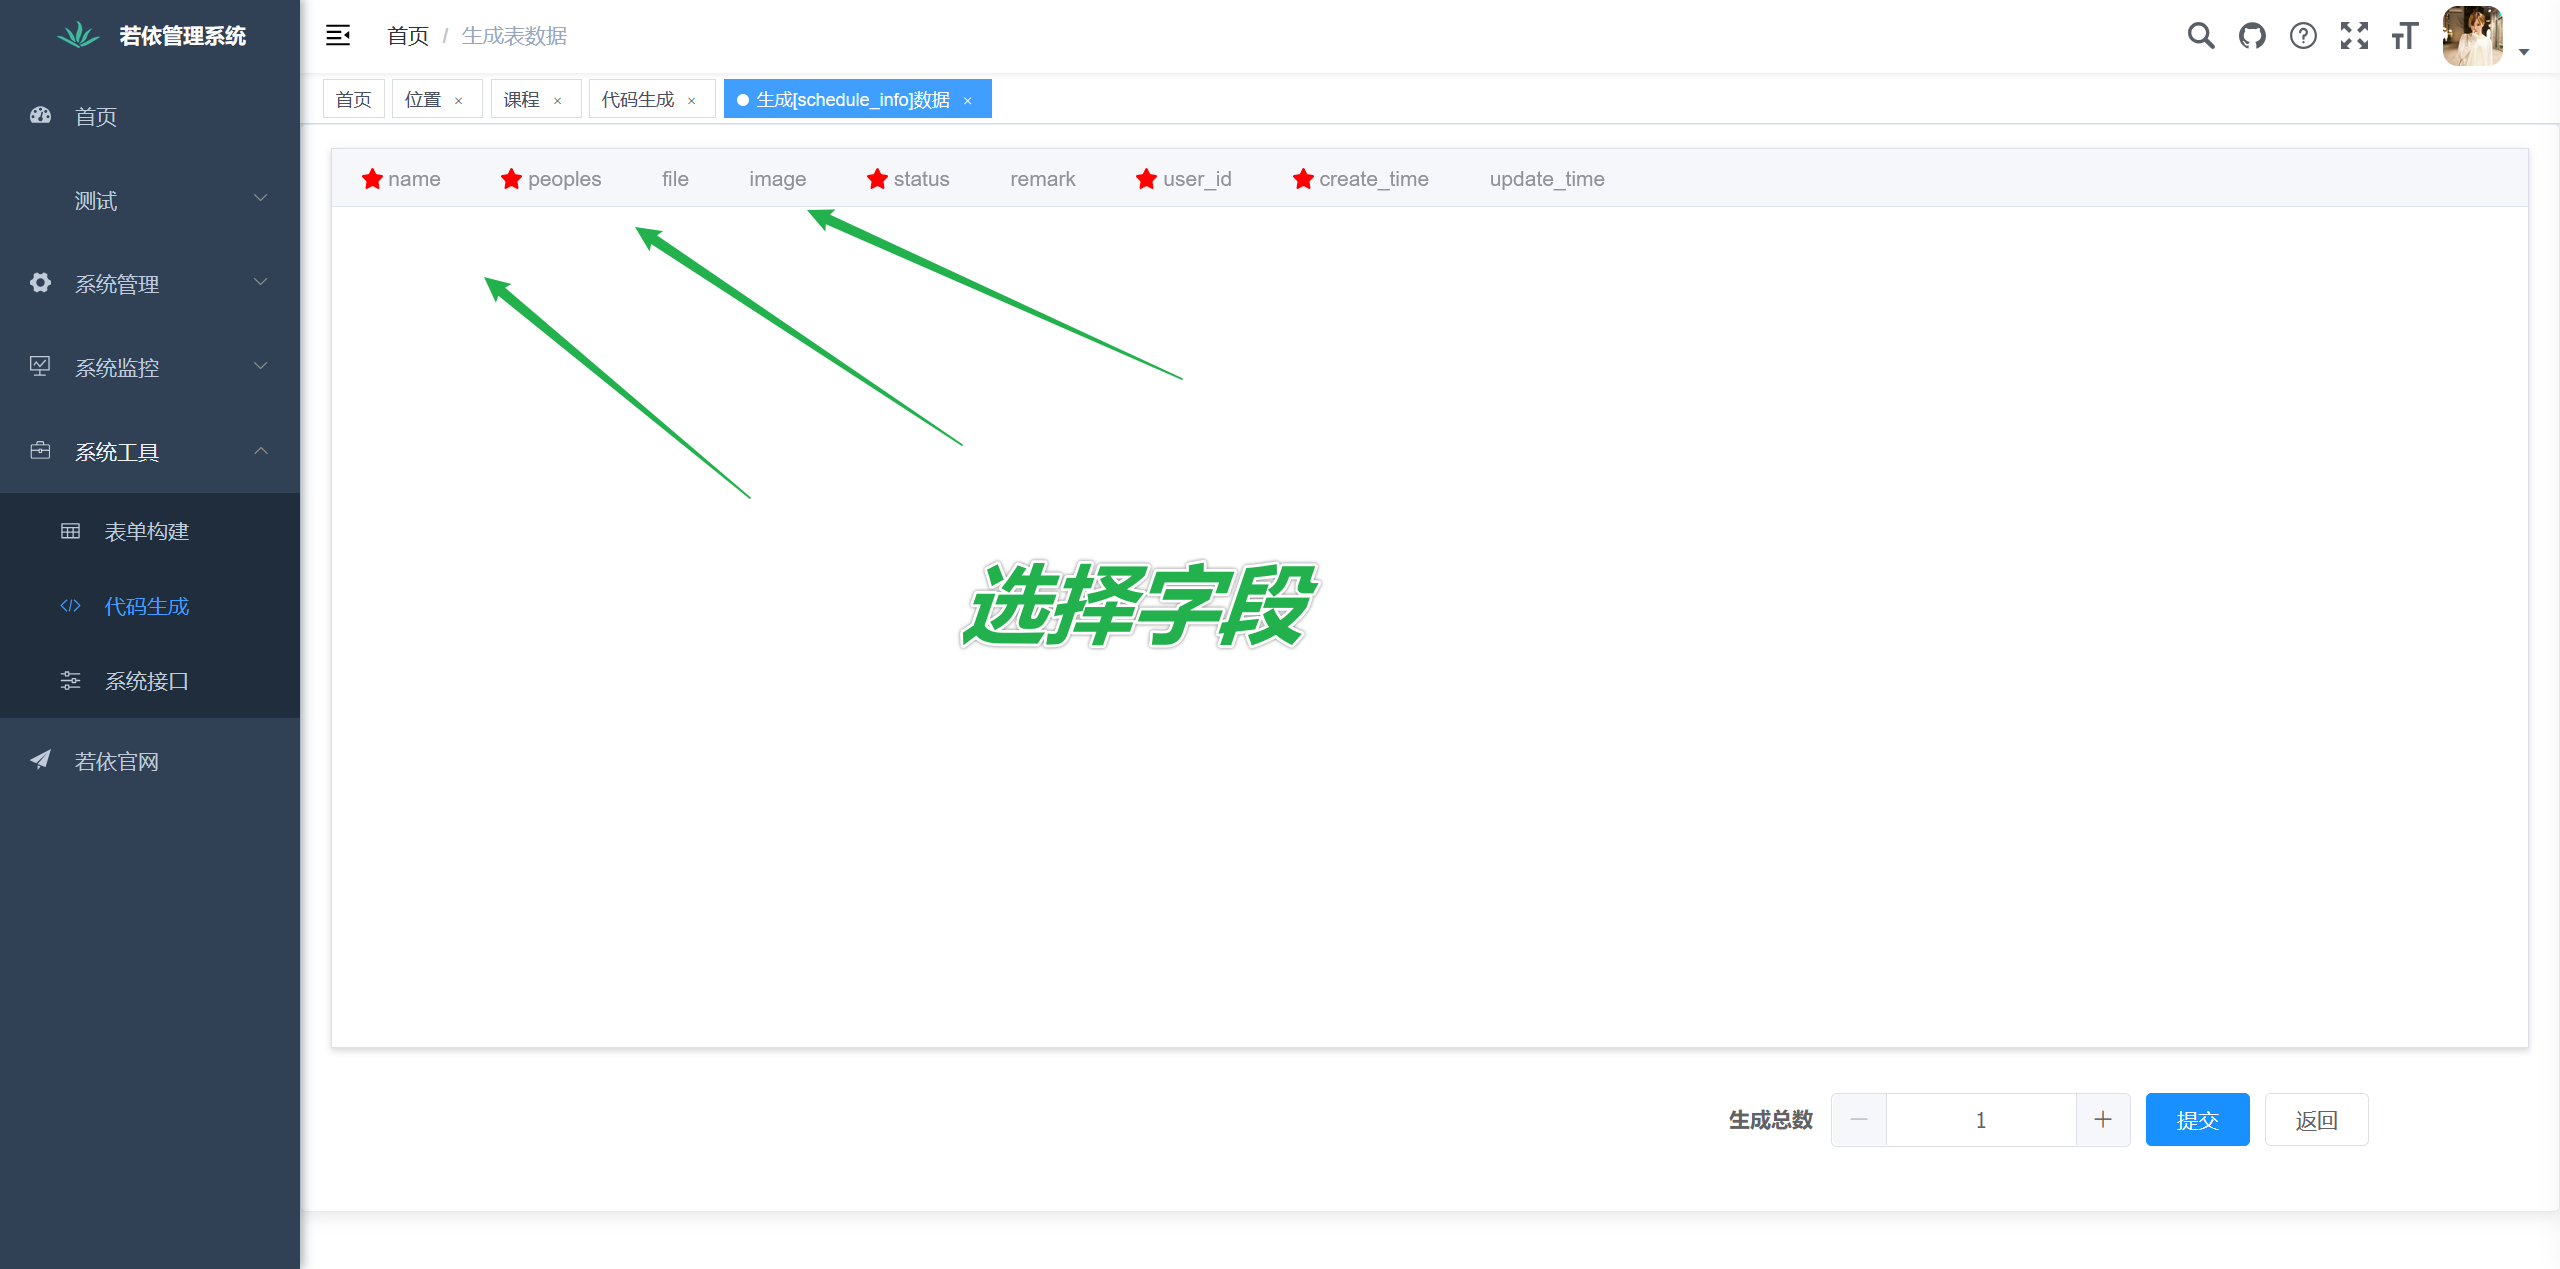 若依管理系统
首页 / 生成表数据
首页
位置 ×
课程 ×
代码生成 ×
生成[schedule_info]数据 ×
首页
测试
系统管理
系统监控
系统工具
表单构建
代码生成
系统接口
若依官网
name peoples file image status remark user_id create_time update_time
选择字段
生成总数 1 提交 返回